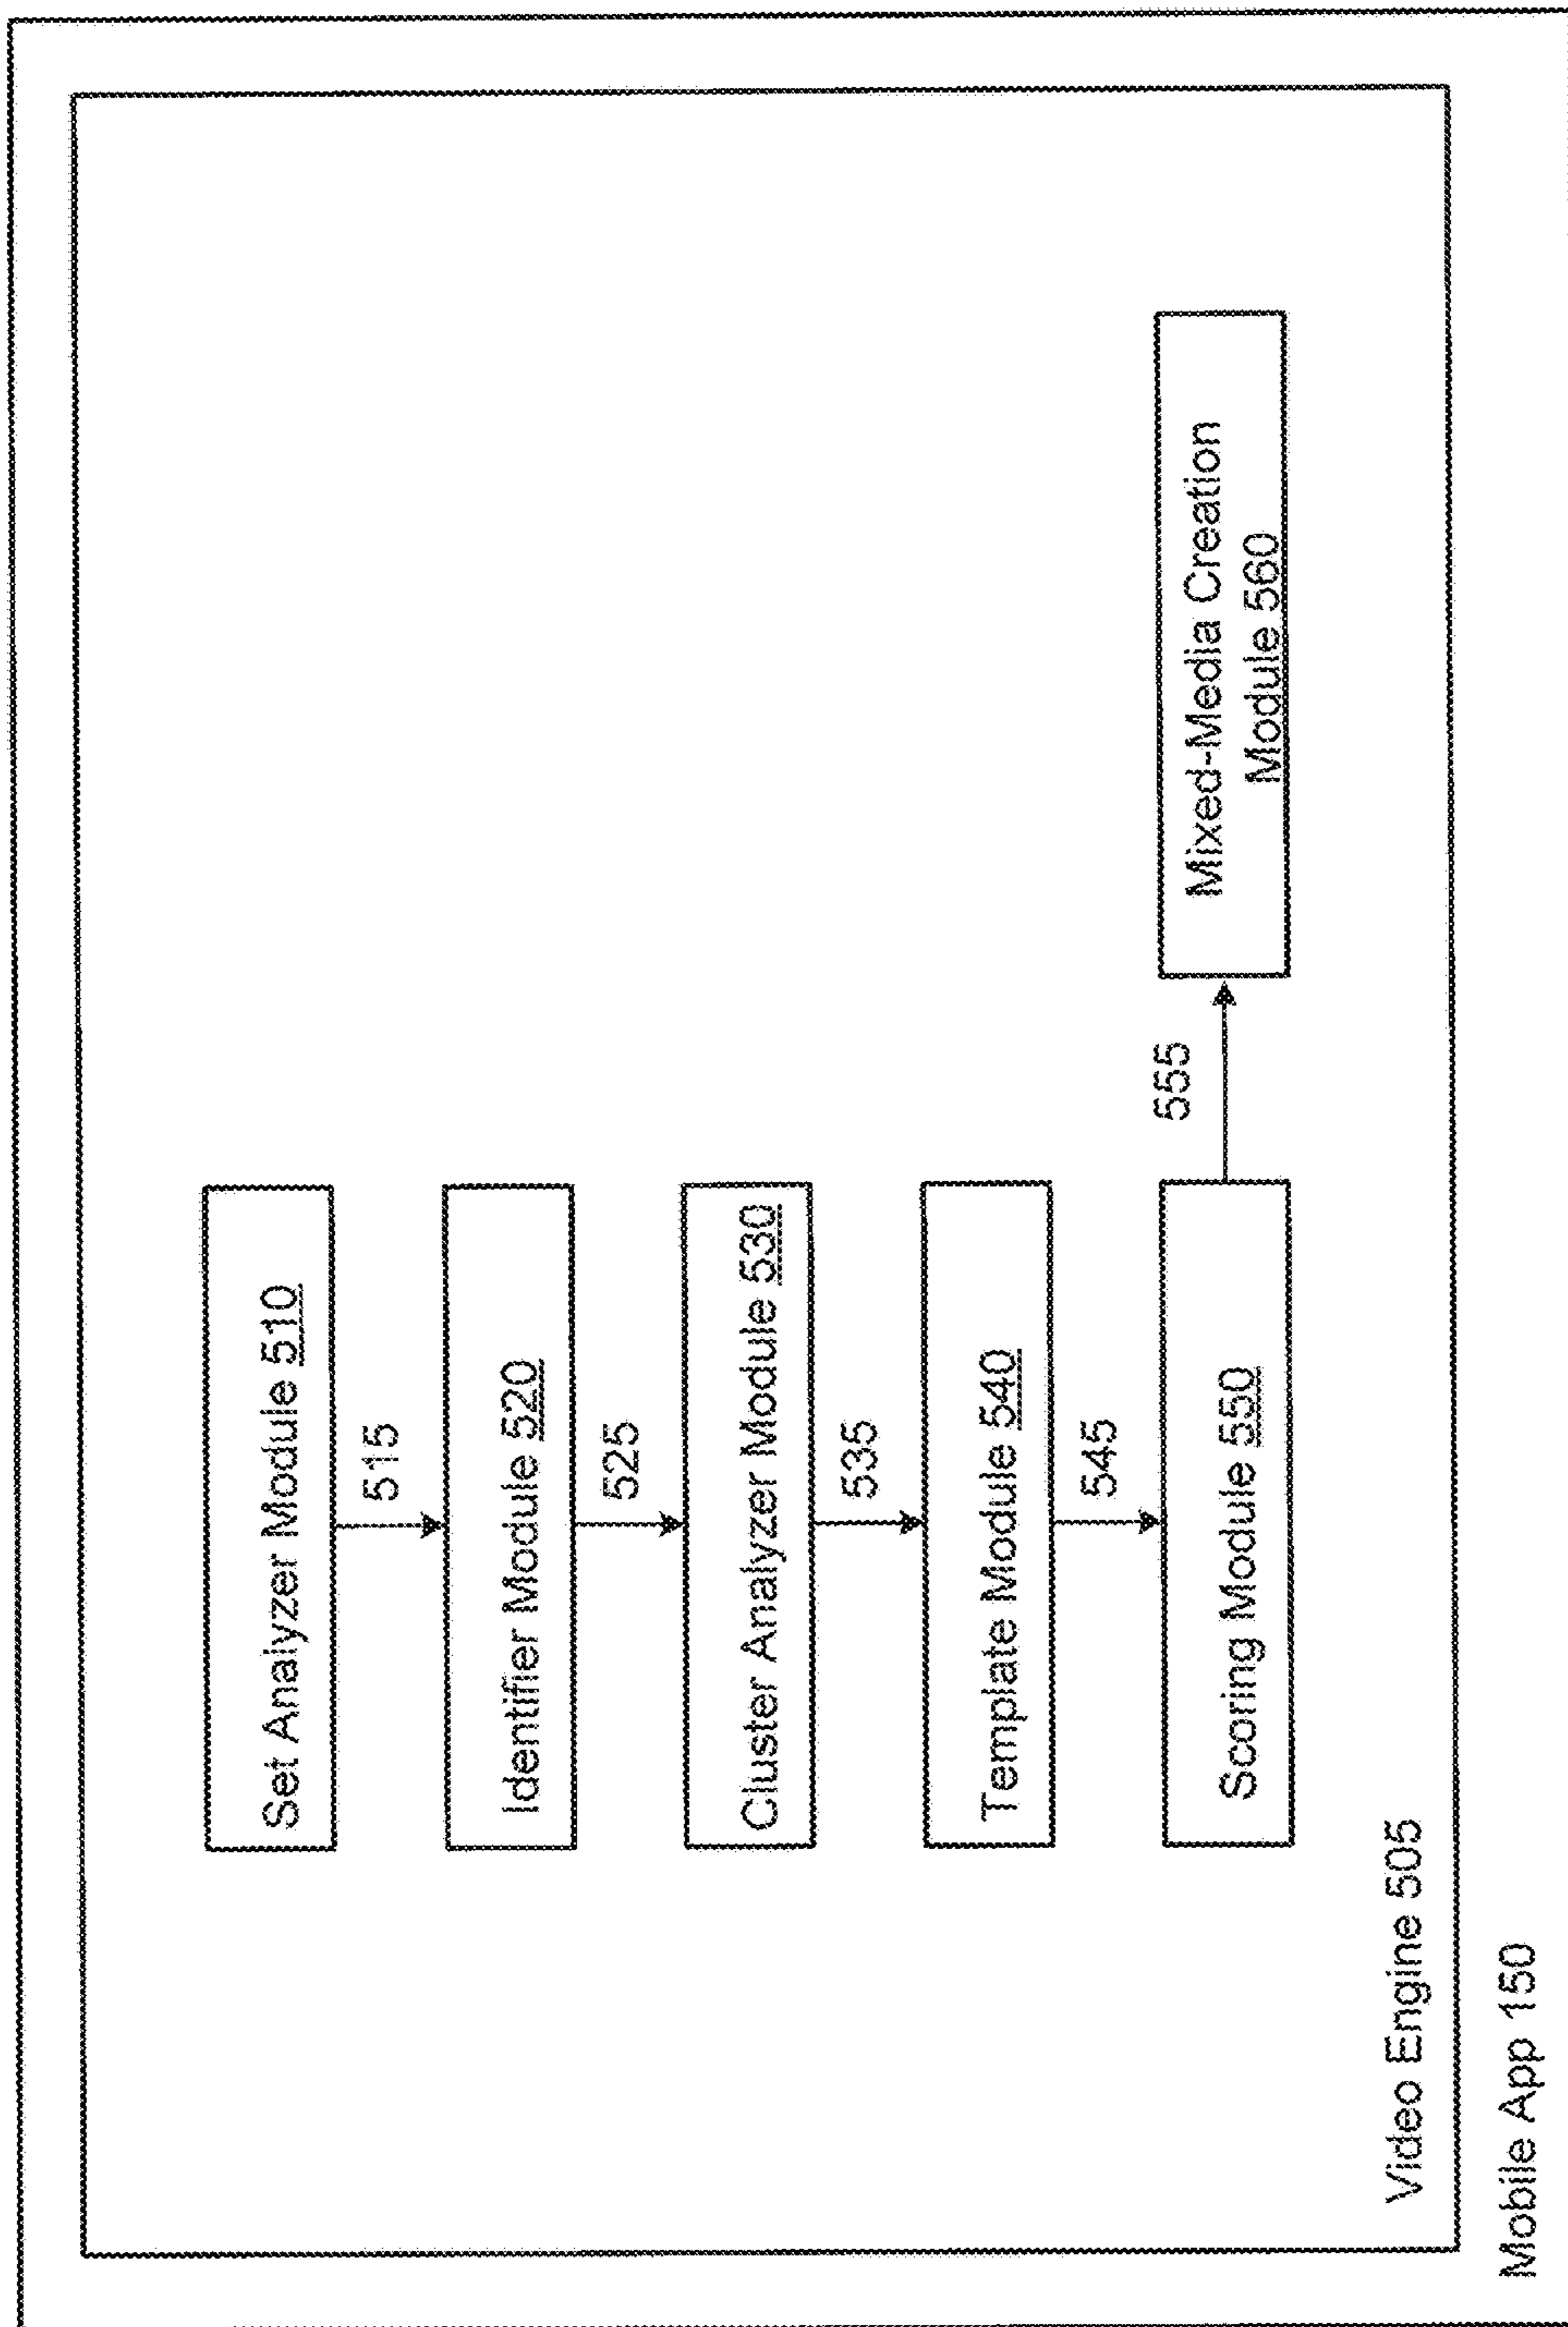 Set Analyzer Module 510
515
Identifier Module 520
525
Cluster Analyzer Module 530
535
Template Module 540
545
Scoring Module 550
555
Mixed-Media Creation
Module 560
Video Engine 505
Mobile App 150